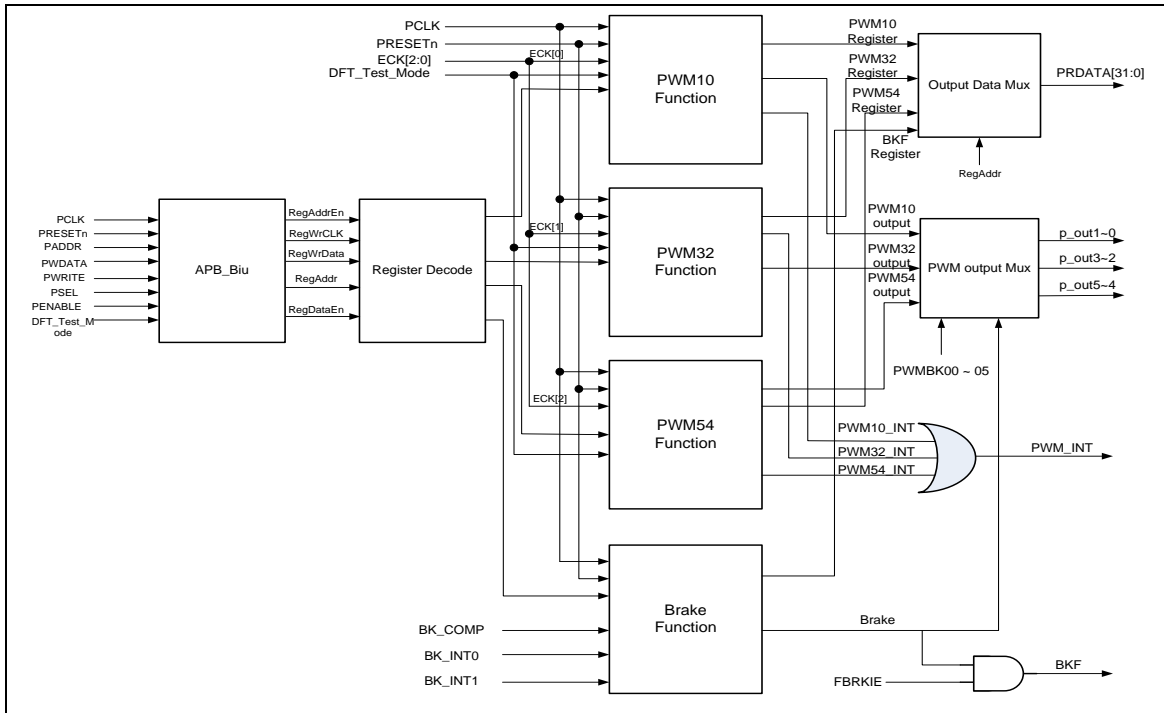 PCLK
PRESETn
ECK[2:0]
DFT_Test_Mode
ECK[0]
PWM10
Function
PWM10
Register
PWM32
Register
PWM54
Register
BKF
Register
Output Data Mux
PRDATA[31:0]
RegAddr
PCLK
PRESETn
PADDR
PWDATA
PWRITE
PSEL
PENABLE
DFT_Test_M
ode
APB_Biu
RegAddrEn
RegWrCLK
RegWrData
RegAddr
RegDataEn
Register Decode
ECK[1]
PWM32
Function
PWM10
output
PWM32
output
PWM54
output
PWM output Mux
p_out1~0
p_out3~2
p_out5~4
PWMBK00 ~ 05
ECK[2]
PWM54
Function
PWM10_INT
PWM32_INT
PWM54_INT
PWM_INT
BK_COMP
BK_INT0
BK_INT1
Brake
Function
Brake
FBRKIE
BKF